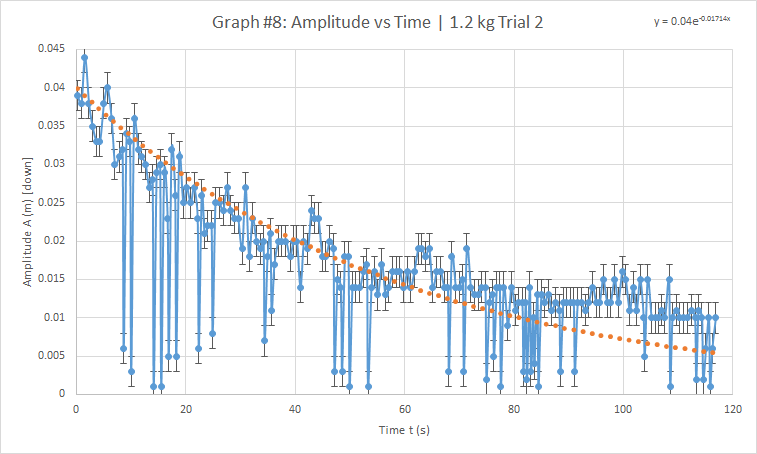 Graph #8: Amplitude vs Time | 1.2 kg Trial 2
y = 0.04e-0.01714x
0.045
0.04
0.035
0.03
0.025
0.02
0.015
0.01
0.005
0
Amplitude A (m) [down]
0 20 40 60 80 100 120
Time t (s)